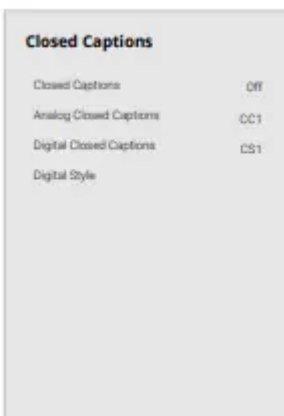 Closed Captions
Closed Captions Off
Analog Closed Captions CC1
Digital Closed Captions CS1
Digital Style